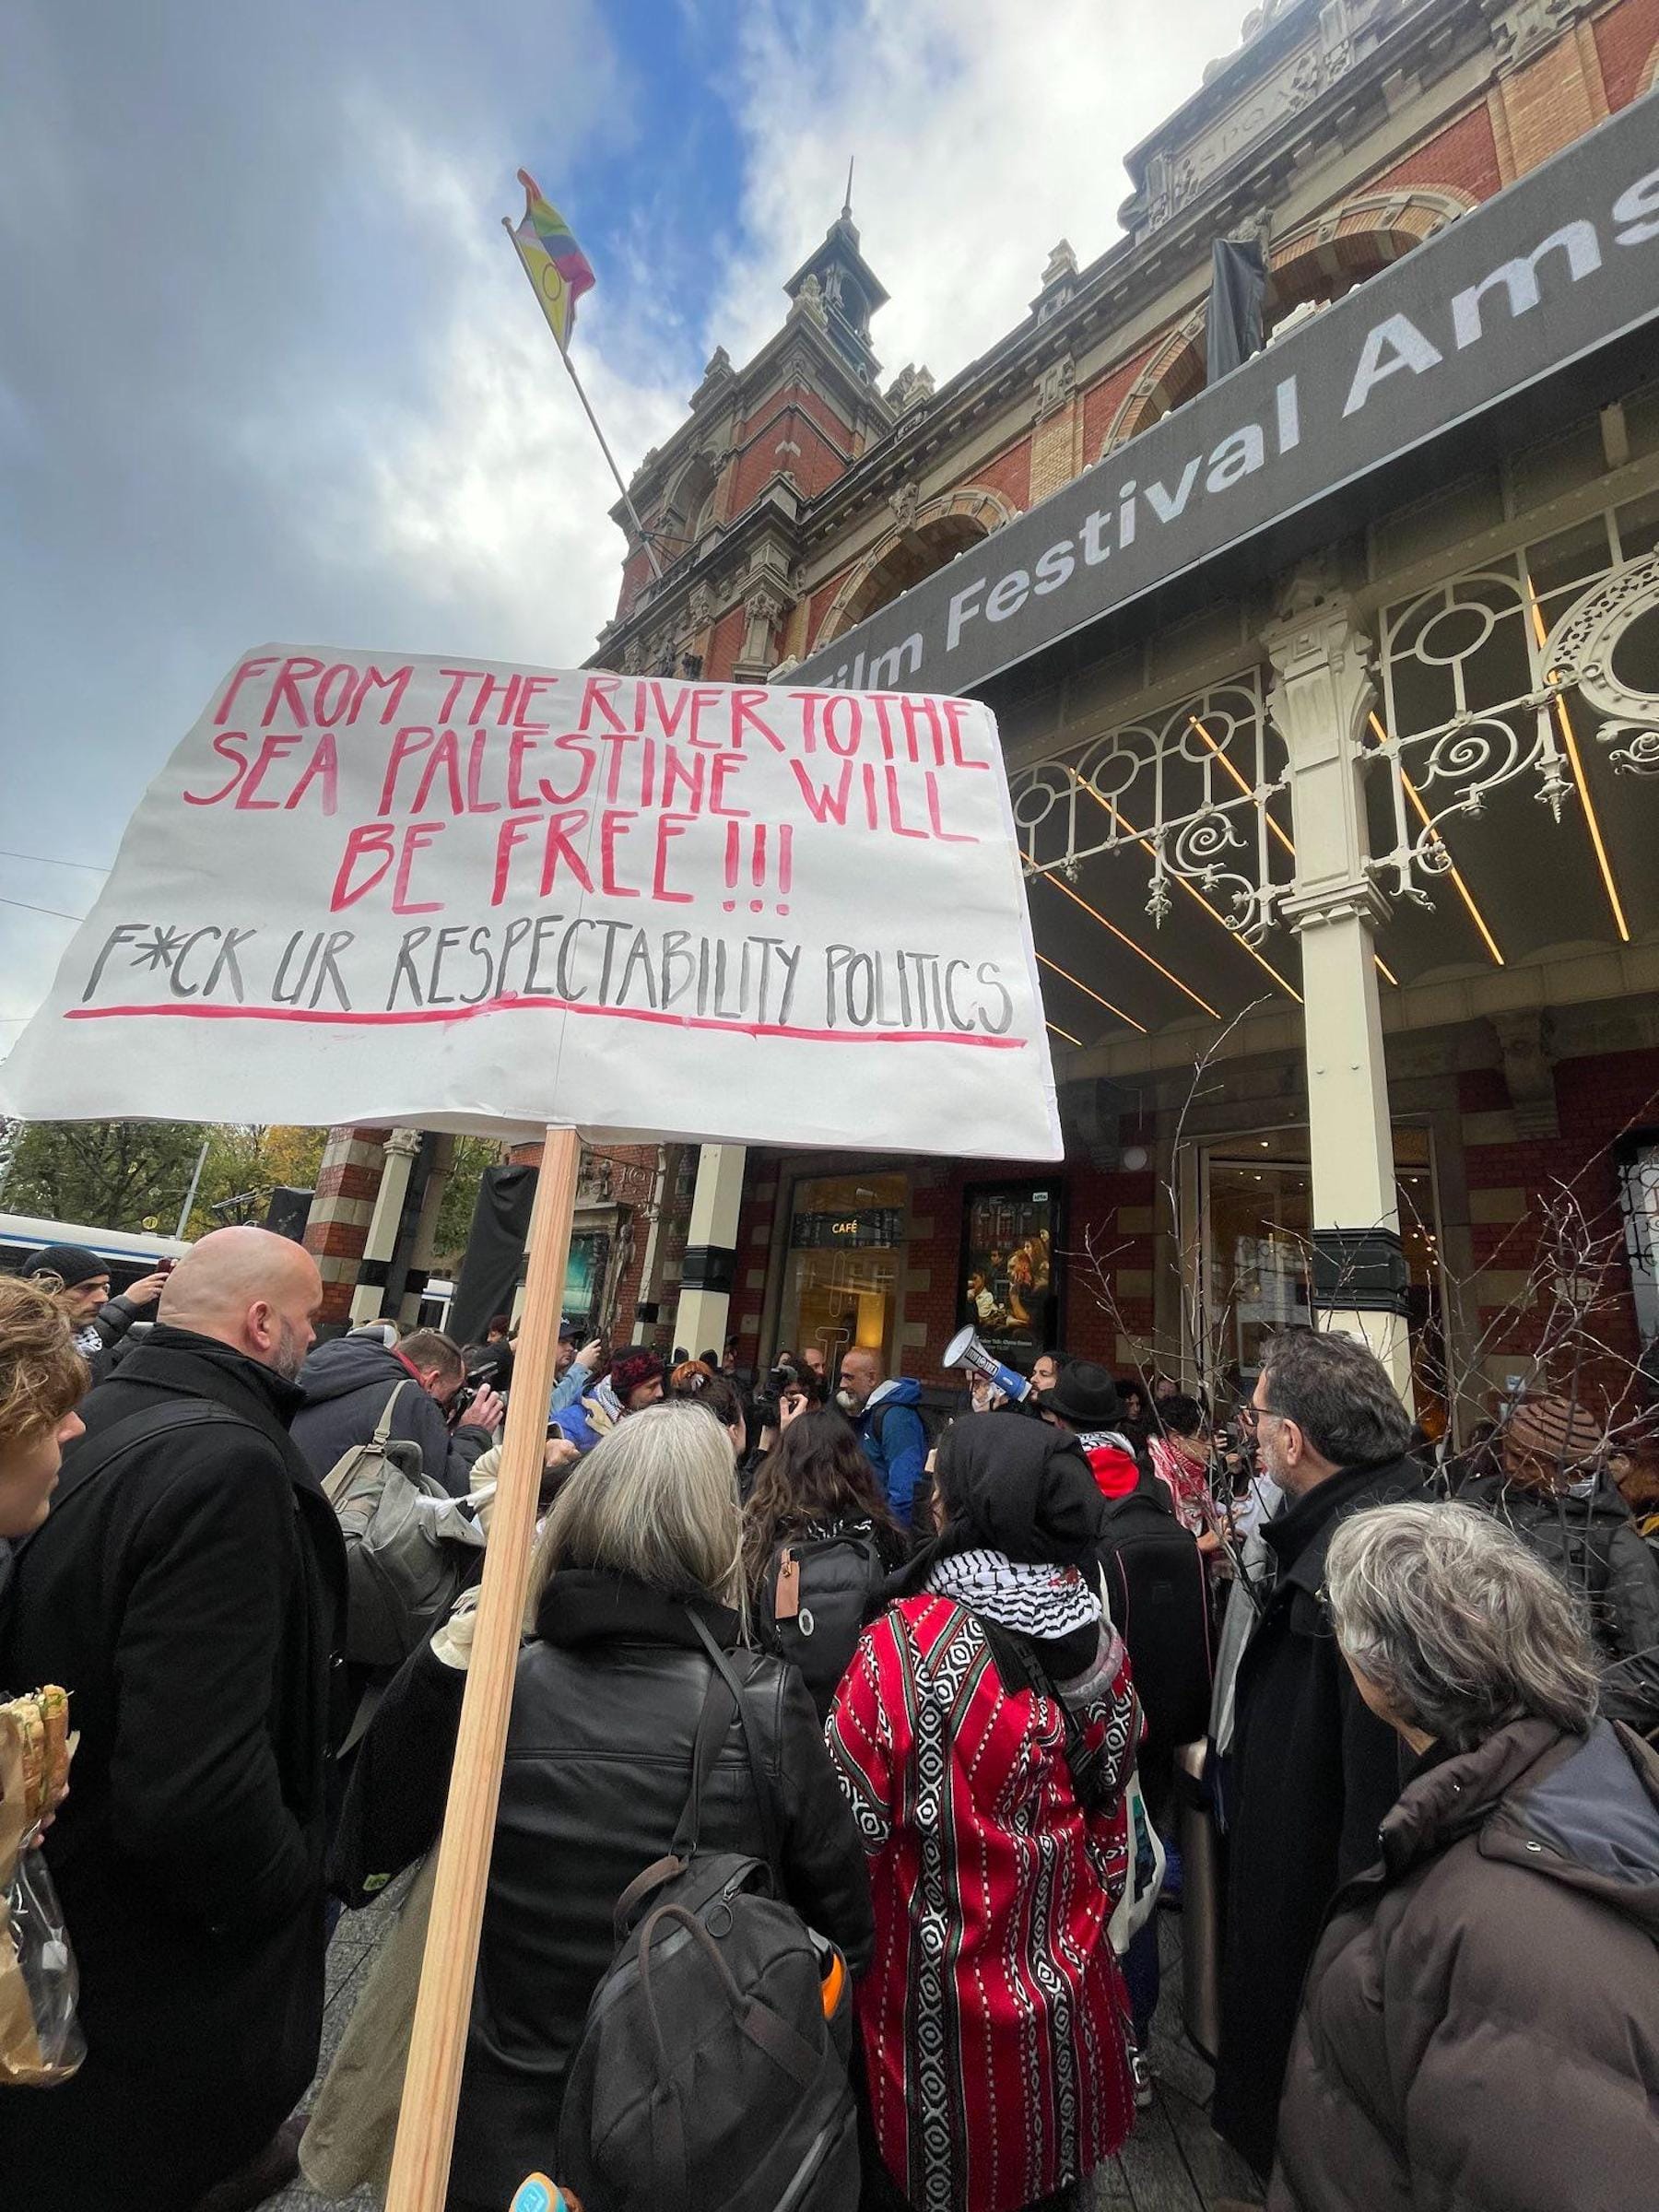 Film Festival Ams
FROM THE RIVER TO THE
SEA PALESTINE WILL
BE FREE!!!
F*CK UR RESPECTABILITY POLITICS
CAFÉ